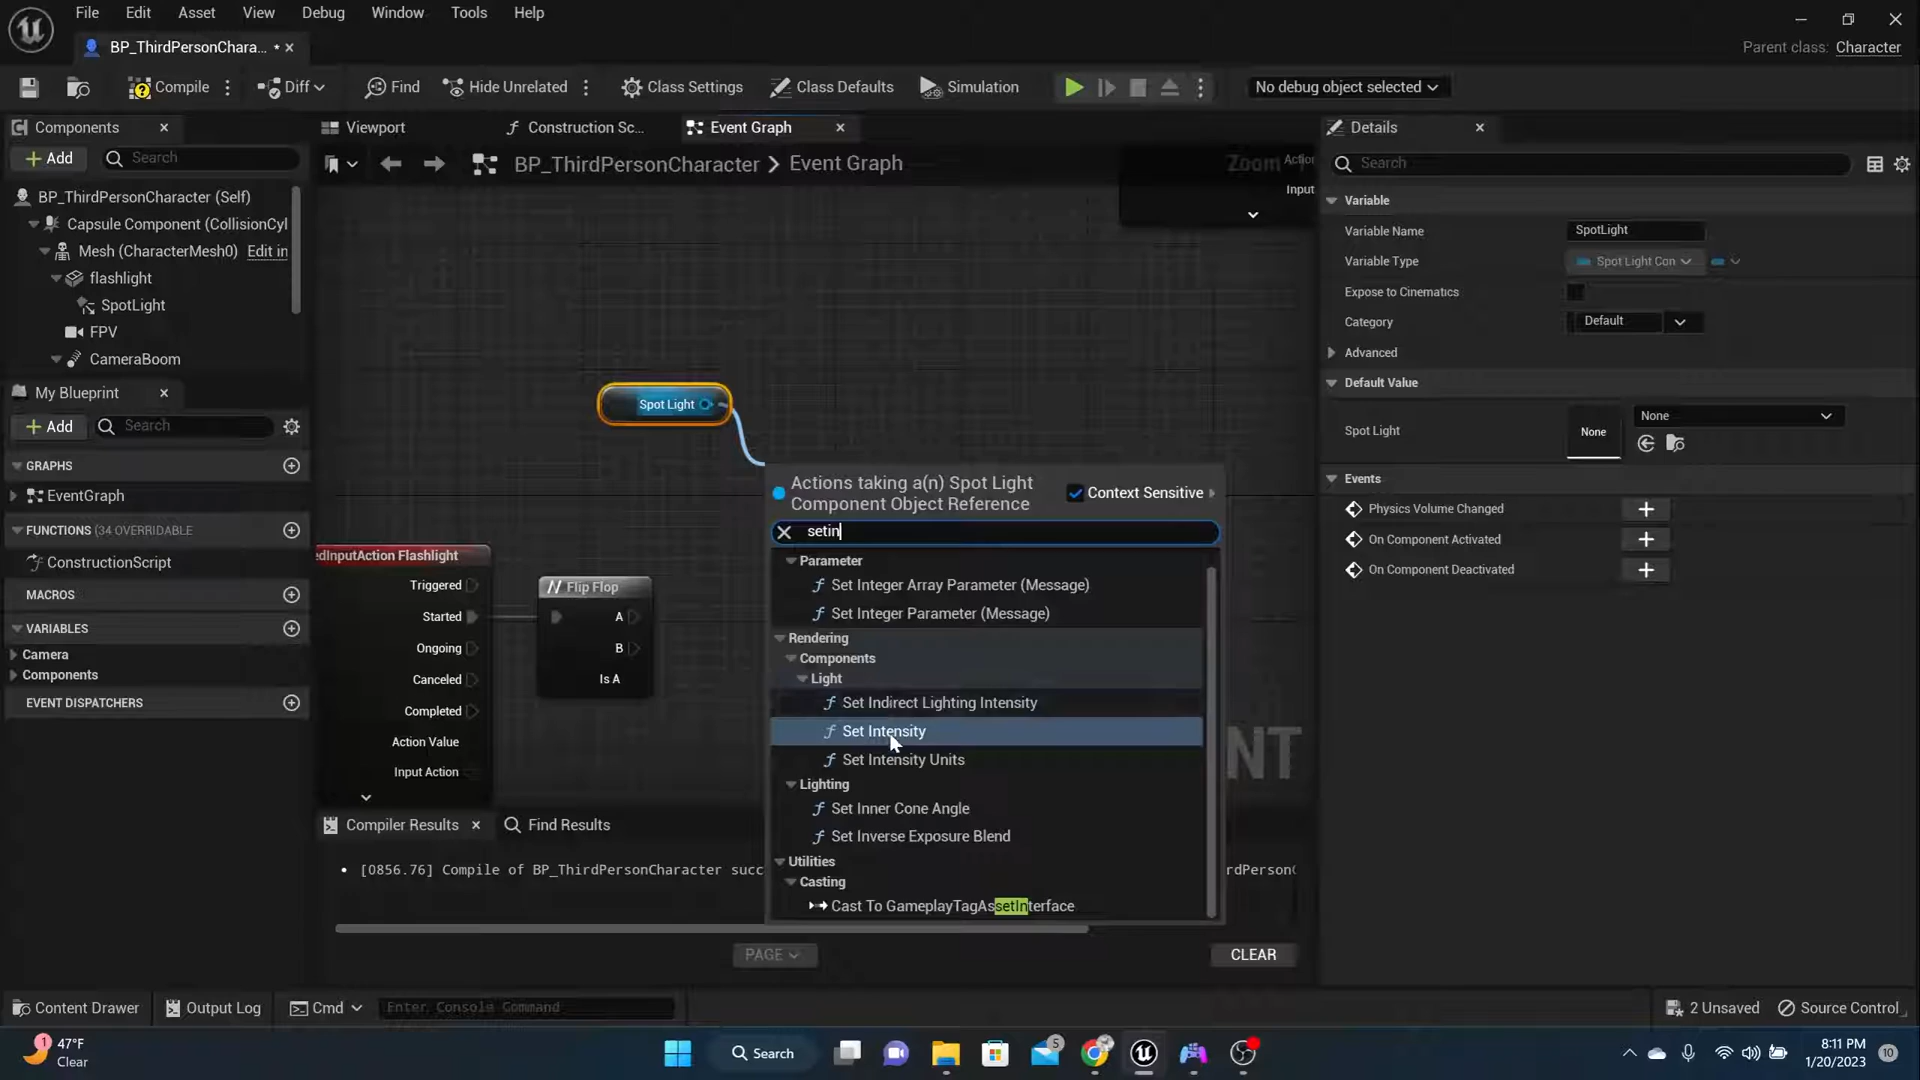 File Edit Asset View Debug Window Tools Help
BP_ThirdPersonChara... *
Parent class: Character
Compile Diff Find Hide Unrelated Class Settings Class Defaults Simulation No debug object selected
Components
Viewport Construction Sc... Event Graph
Details
Add Search
BP_ThirdPersonCharacter > Event Graph
Zoom
Search
BP_ThirdPersonCharacter (Self)
Capsule Component (CollisionCyl
Mesh (CharacterMesh0) Edit in
flashlight
SpotLight
FPV
CameraBoom
My Blueprint
Add Search
GRAPHS
EventGraph
FUNCTIONS (34 OVERRIDABLE
ConstructionScript
MACROS
VARIABLES
Camera
Components
EVENT DISPATCHERS
Actio
Input
Spot Light
edInputAction Flashlight
Triggered
Started
Ongoing
Canceled
Completed
Action Value
Input Action
Flip Flop
A
B
Is A
Actions taking a(n) Spot Light
Component Object Reference
Context Sensitive
setin
Parameter
Set Integer Array Parameter (Message)
Set Integer Parameter (Message)
Rendering
Components
Light
Set Indirect Lighting Intensity
Set Intensity
Set Intensity Units
Lighting
Set Inner Cone Angle
Set Inverse Exposure Blend
Utilities
Casting
Cast To GameplayTagAssetInterface
NT
Compiler Results Find Results
[0856.76] Compile of BP_ThirdPersonCharacter succ
rdPerson
PAGE CLEAR
Variable
Variable Name SpotLight
Variable Type Spot Light Con
Expose to Cinematics
Category Default
Advanced
Default Value
Spot Light None None
Events
Physics Volume Changed
On Component Activated
On Component Deactivated
Content Drawer Output Log Cmd Enter Console Command 2 Unsaved Source Control
1
47°F
Clear
Search
5
8:11 PM
1/20/2023
10